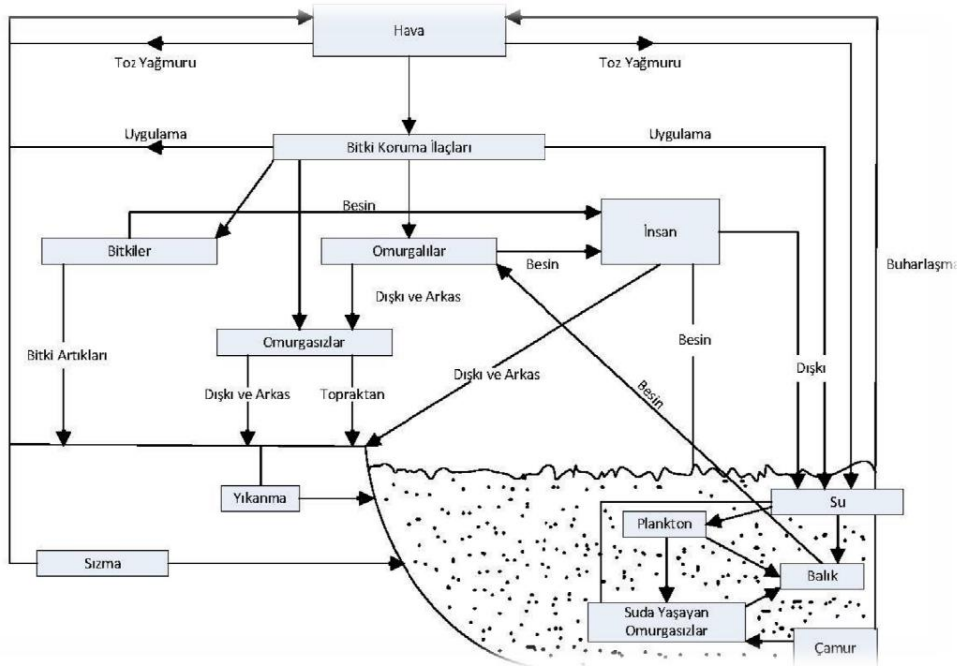 Hava
Toz Yağmuru
Toz Yağmuru
Uygulama
Uygulama
Bitki Koruma İlaçları
Besin
İnsan
Bitkiler
Omurgalılar
Besin
Buharlaşma
Dışkı ve Arkas
Omurgasızlar
Besin
Bitki Artıkları
Dışkı
Dışkı ve Arkas
Topraktan
Dışkı ve Arkas
Besin
Yıkanma
Su
Plankton
Sızma
Balık
Suda Yaşayan
Omurgasızlar
Çamur